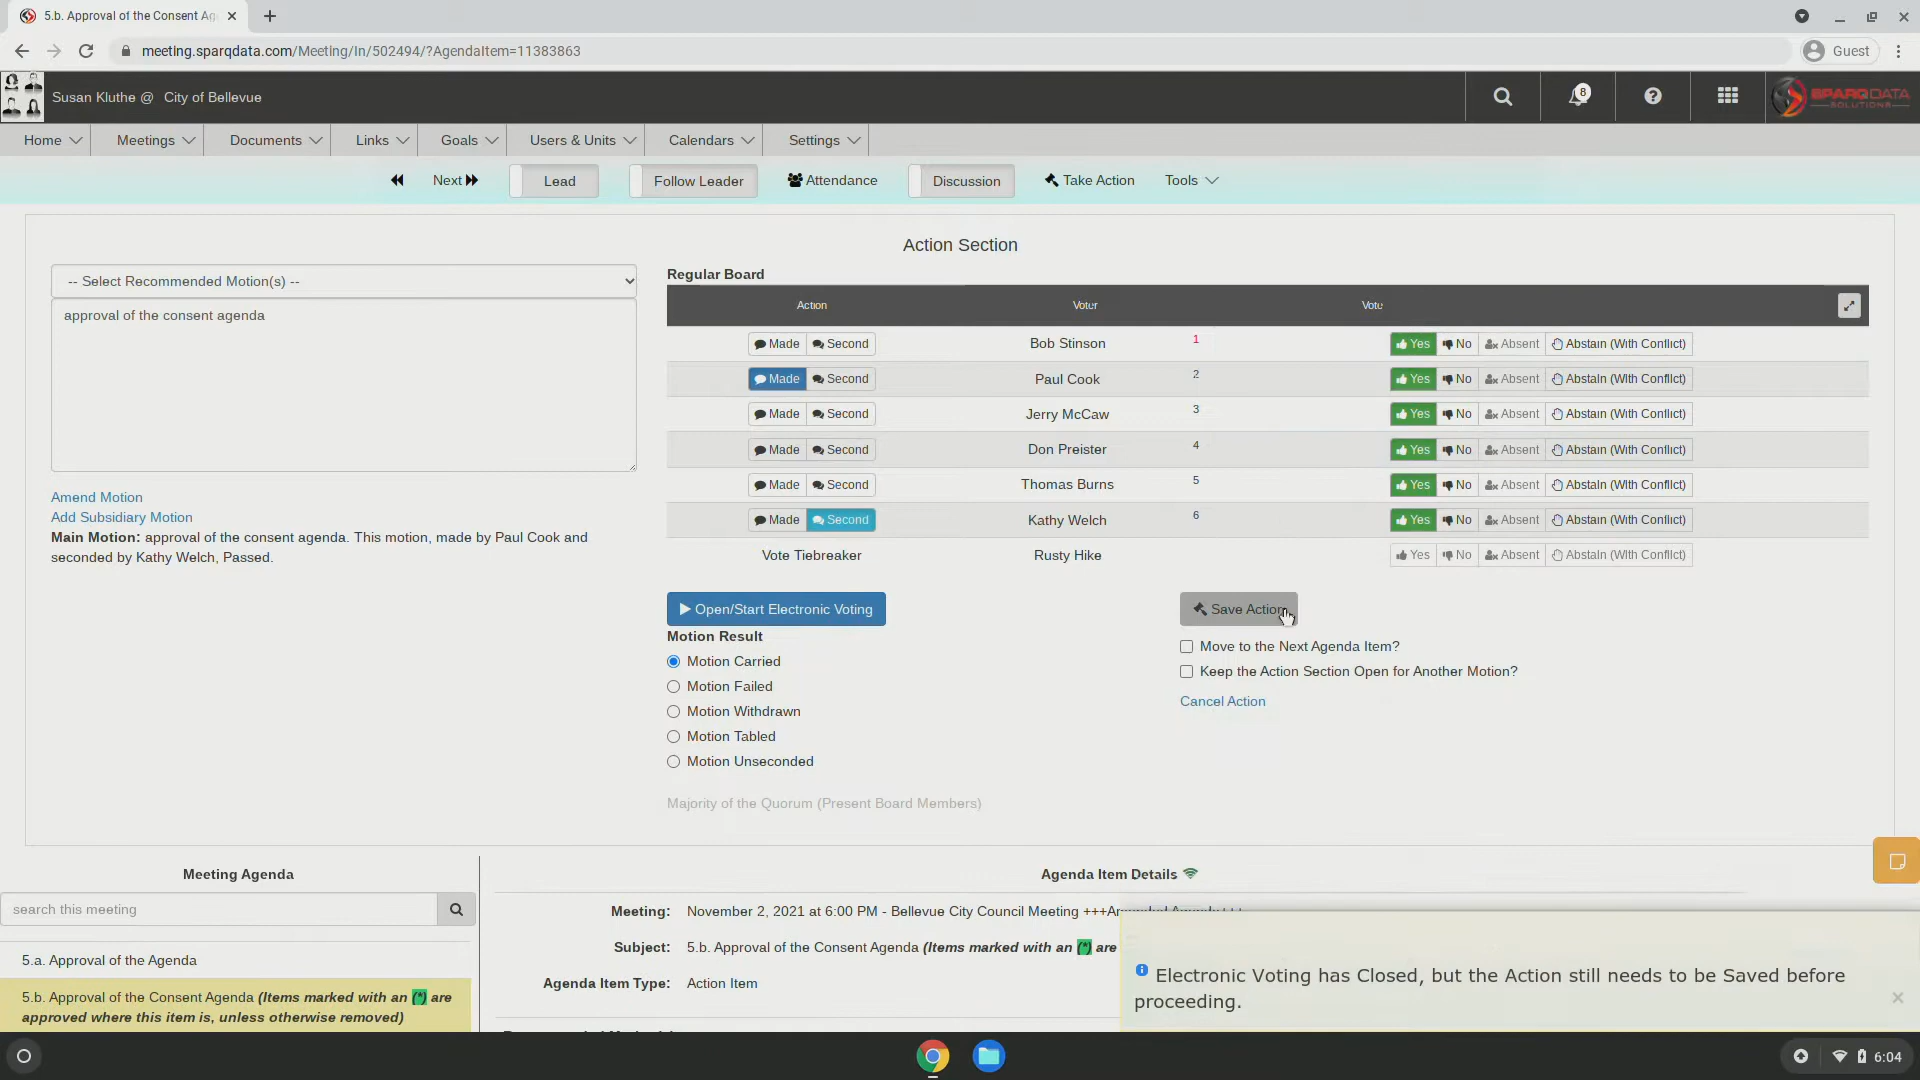 5.b. Approval of the Consent Ag
meeting.sparqdata.com/Meeting/In/502494/?AgendaItem=11383863
Guest
Susan Kluthe @ City of Bellevue
8
SPARQDATA
SOLUTIONS
Home
Meetings
Documents
Links
Goals
Users & Units
Calendars
Settings
Next
Lead
Follow Leader
Attendance
Discussion
Take Action
Tools
Action Section
-- Select Recommended Motion(s) --
approval of the consent agenda
Amend Motion
Add Subsidiary Motion
Main Motion: approval of the consent agenda. This motion, made by Paul Cook and
seconded by Kathy Welch, Passed.
Regular Board
Action Voter Vote
Made Second Bob Stinson 1 Yes No Absent Abstain (With Conflict)
Made Second Paul Cook 2 Yes No Absent Abstain (With Conflict)
Made Second Jerry McCaw 3 Yes No Absent Abstain (With Conflict)
Made Second Don Preister 4 Yes No Absent Abstain (With Conflict)
Made Second Thomas Burns 5 Yes No Absent Abstain (With Conflict)
Made Second Kathy Welch 6 Yes No Absent Abstain (With Conflict)
Vote Tiebreaker Rusty Hike Yes No Absent Abstain (With Conflict)
Open/Start Electronic Voting
Motion Result
Motion Carried
Motion Failed
Motion Withdrawn
Motion Tabled
Motion Unseconded
Majority of the Quorum (Present Board Members)
Save Action
Move to the Next Agenda Item?
Keep the Action Section Open for Another Motion?
Cancel Action
Meeting Agenda
search this meeting
5.a. Approval of the Agenda
5.b. Approval of the Consent Agenda (Items marked with an (*) are
approved where this item is, unless otherwise removed)
Agenda Item Details
Meeting: November 2, 2021 at 6:00 PM - Bellevue City Council Meeting
Subject: 5.b. Approval of the Consent Agenda (Items marked with an (*) are
Agenda Item Type: Action Item
Electronic Voting has Closed, but the Action still needs to be Saved before
proceeding.
6:04